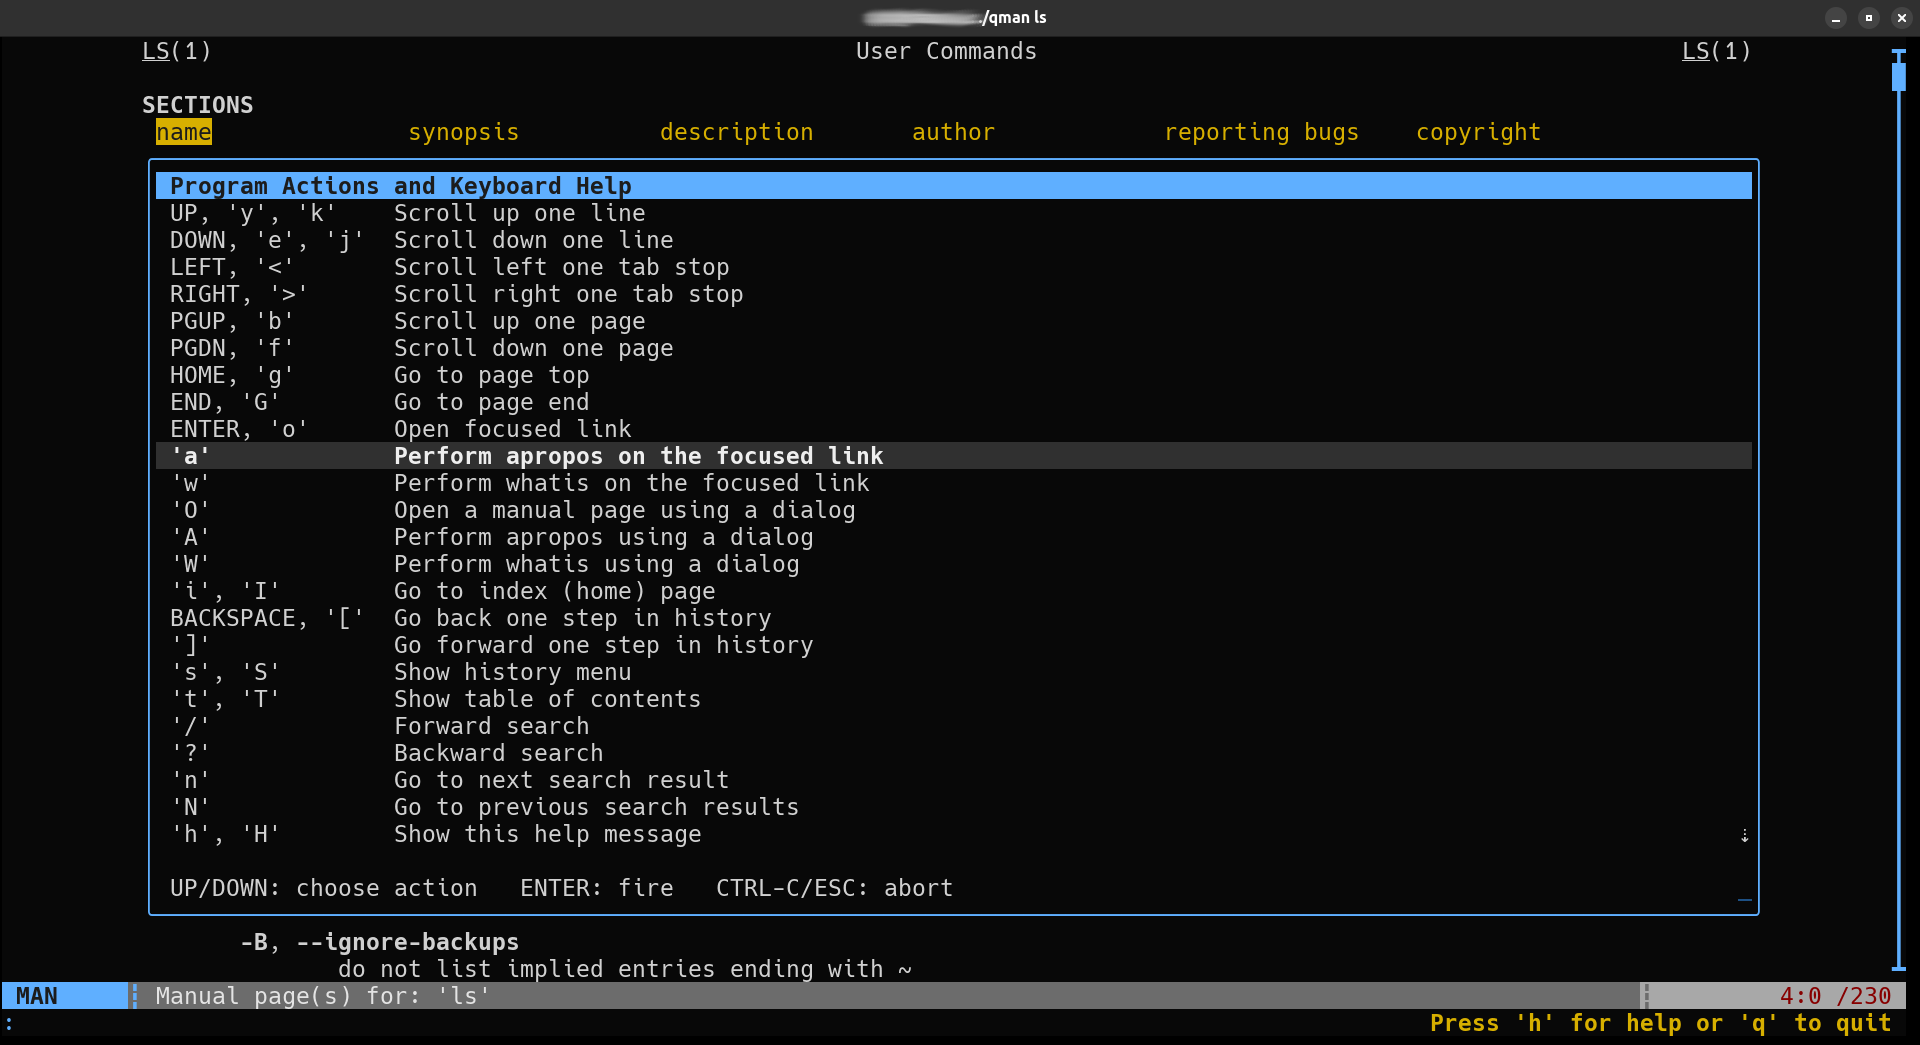 ./qman ls
LS(1) User Commands LS(1)
SECTIONS
name synopsis description author reporting bugs copyright
Program Actions and Keyboard Help
UP, 'y', 'k' Scroll up one line
DOWN, 'e', 'j' Scroll down one line
LEFT, '<' Scroll left one tab stop
RIGHT, '>' Scroll right one tab stop
PGUP, 'b' Scroll up one page
PGDN, 'f' Scroll down one page
HOME, 'g' Go to page top
END, 'G' Go to page end
ENTER, 'o' Open focused link
'a' Perform apropos on the focused link
'w' Perform whatis on the focused link
'O' Open a manual page using a dialog
'A' Perform apropos using a dialog
'W' Perform whatis using a dialog
'i', 'I' Go to index (home) page
BACKSPACE, '[' Go back one step in history
']' Go forward one step in history
's', 'S' Show history menu
't', 'T' Show table of contents
'/' Forward search
'?' Backward search
'n' Go to next search result
'N' Go to previous search results
'h', 'H' Show this help message
UP/DOWN: choose action ENTER: fire CTRL-C/ESC: abort
-B, --ignore-backups
do not list implied entries ending with ~
MAN Manual page(s) for: 'ls' 4:0 /230
: Press 'h' for help or 'q' to quit